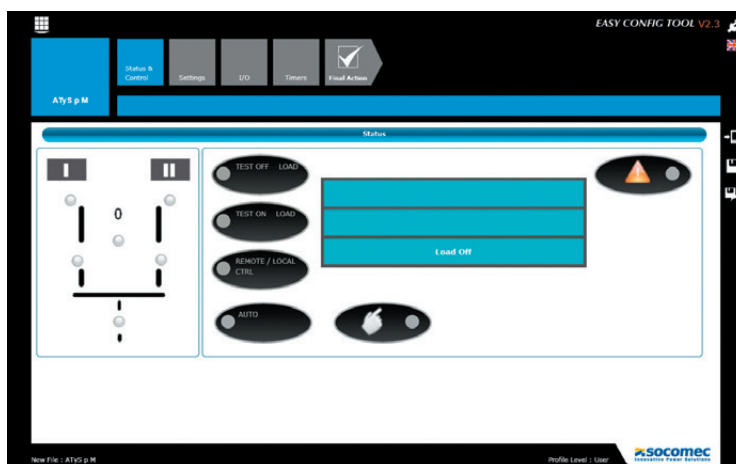 EASY CONFIG TOOL V2.3
Status &
Control
Settings
I/O
Timers
Final Action
ATyS p M
Status
I
II
0
TEST OFF LOAD
TEST ON LOAD
REMOTE / LOCAL
CTRL
AUTO
Load Off
New File : ATyS p M
Profile Level : User
socomec
Innovative Power Solutions